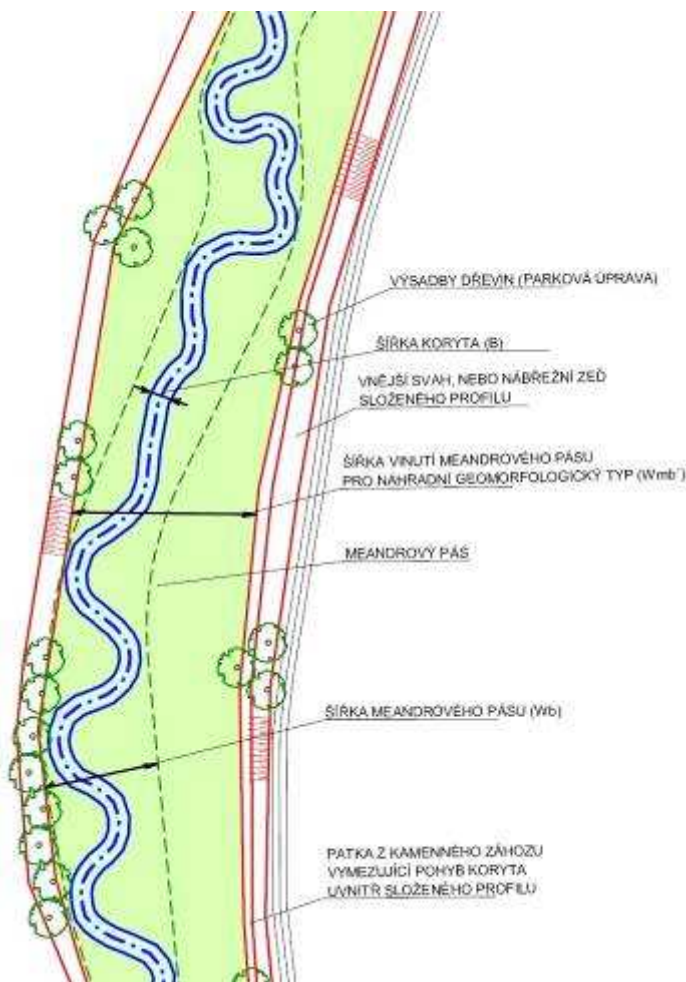 VÝSADBY DŘEVIN (PARKOVÁ ÚPRAVA)
ŠÍŘKA KORYTA (B)
VNĚJŠÍ SVAH, NEBO NÁBŘEŽNÍ ZEĎ
SLOŽENÉHO PROFILU
ŠÍŘKA VINUTÍ MEANDROVÉHO PÁSU
PRO NÁHRADNÍ GEOMORFOLOGICKÝ TYP (Wmb´)
MEANDROVÝ PÁS
ŠÍŘKA MEANDROVÉHO PÁSU (Wb)
PATKA Z KAMENNÉHO ZÁHOZU
VYMEZUJÍCÍ POHYB KORYTA
UVNITŘ SLOŽENÉHO PROFILU